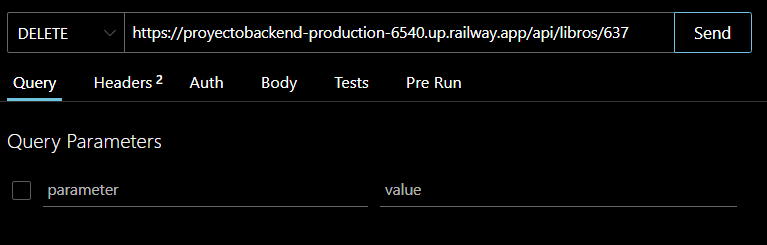 DELETE https://proyectobackend-production-6540.up.railway.app/api/libros/637 Send
Query Headers 2 Auth Body Tests Pre Run
Query Parameters
parameter value